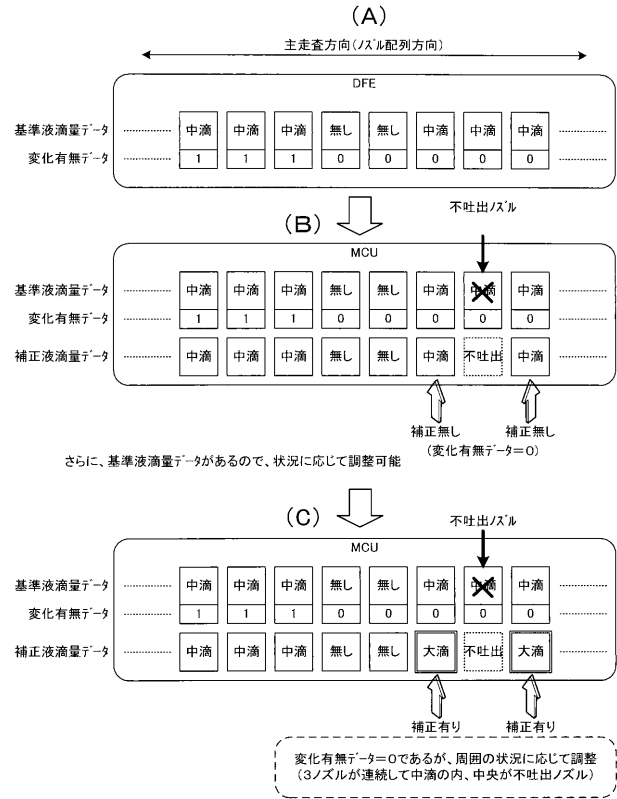 (A)
主走査方向(ノズル配列方向)
DFE
基準液滴量データ 中滴 中滴 中滴 無し 無し 中滴 中滴 中滴
変化有無データ 1 1 1 0 0 0 0 0
不吐出ノズル
(B)
MCU
基準液滴量データ 中滴 中滴 中滴 無し 無し 中滴 中滴 中滴
変化有無データ 1 1 1 0 0 0 0 0
補正液滴量データ 中滴 中滴 中滴 無し 無し 中滴 不吐出 中滴
補正無し 補正無し
(変化有無データ=0)
さらに、基準液滴量データがあるので、状況に応じて調整可能
(C)
不吐出ノズル
MCU
基準液滴量データ 中滴 中滴 中滴 無し 無し 中滴 中滴 中滴
変化有無データ 1 1 1 0 0 0 0 0
補正液滴量データ 中滴 中滴 中滴 無し 無し 大滴 不吐出 大滴
補正有り 補正有り
変化有無データ=0であるが、周囲の状況に応じて調整
(3ノズルが連続して中滴の内、中央が不吐出ノズル)